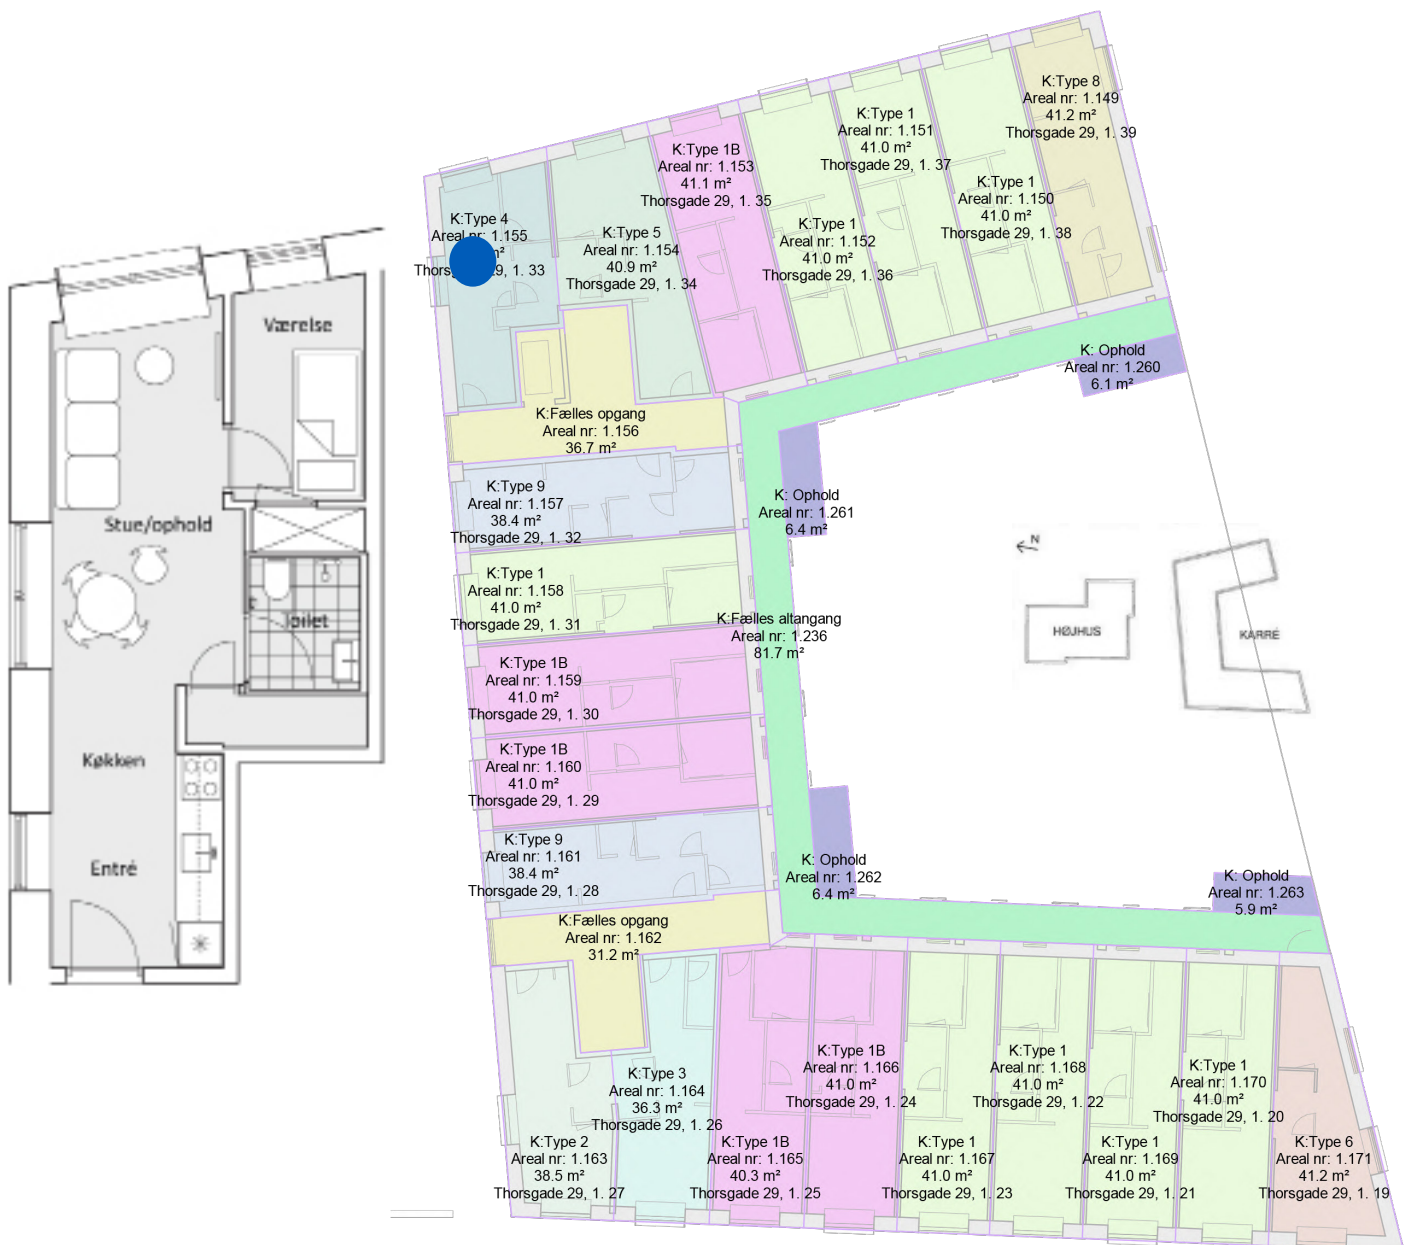 Værelse
Stue/ophold
Toilet
Køkken
Entré
K:Type 4
Areal nr: 1.155
m²
Thorsgade 29, 1. 33
K:Type 5
Areal nr: 1.154
40.9 m²
Thorsgade 29, 1. 34
K:Type 1B
Areal nr: 1.153
41.1 m²
Thorsgade 29, 1. 35
K:Type 1
Areal nr: 1.152
41.0 m²
Thorsgade 29, 1. 36
K:Type 1
Areal nr: 1.151
41.0 m²
Thorsgade 29, 1. 37
K:Type 1
Areal nr: 1.150
41.0 m²
Thorsgade 29, 1. 38
K:Type 8
Areal nr: 1.149
41.2 m²
Thorsgade 29, 1. 39
K: Ophold
Areal nr: 1.260
6.1 m²
K:Fælles opgang
Areal nr: 1.156
36.7 m²
K:Type 9
Areal nr: 1.157
38.4 m²
Thorsgade 29, 1. 32
K: Ophold
Areal nr: 1.261
6.4 m²
K:Type 1
Areal nr: 1.158
41.0 m²
Thorsgade 29, 1. 31
K:Fælles altangang
Areal nr: 1.236
81.7 m²
N
HØJHUS
KARRÉ
K:Type 1B
Areal nr: 1.159
41.0 m²
Thorsgade 29, 1. 30
K:Type 1B
Areal nr: 1.160
41.0 m²
Thorsgade 29, 1. 29
K:Type 9
Areal nr: 1.161
38.4 m²
Thorsgade 29, 1. 28
K: Ophold
Areal nr: 1.262
6.4 m²
K: Ophold
Areal nr: 1.263
5.9 m²
K:Fælles opgang
Areal nr: 1.162
31.2 m²
K:Type 2
Areal nr: 1.163
38.5 m²
Thorsgade 29, 1. 27
K:Type 3
Areal nr: 1.164
36.3 m²
Thorsgade 29, 1. 26
K:Type 1B
Areal nr: 1.165
40.3 m²
Thorsgade 29, 1. 25
K:Type 1B
Areal nr: 1.166
41.0 m²
Thorsgade 29, 1. 24
K:Type 1
Areal nr: 1.167
41.0 m²
Thorsgade 29, 1. 23
K:Type 1
Areal nr: 1.168
41.0 m²
Thorsgade 29, 1. 22
K:Type 1
Areal nr: 1.169
41.0 m²
Thorsgade 29, 1. 21
K:Type 1
Areal nr: 1.170
41.0 m²
Thorsgade 29, 1. 20
K:Type 6
Areal nr: 1.171
41.2 m²
Thorsgade 29, 1. 19